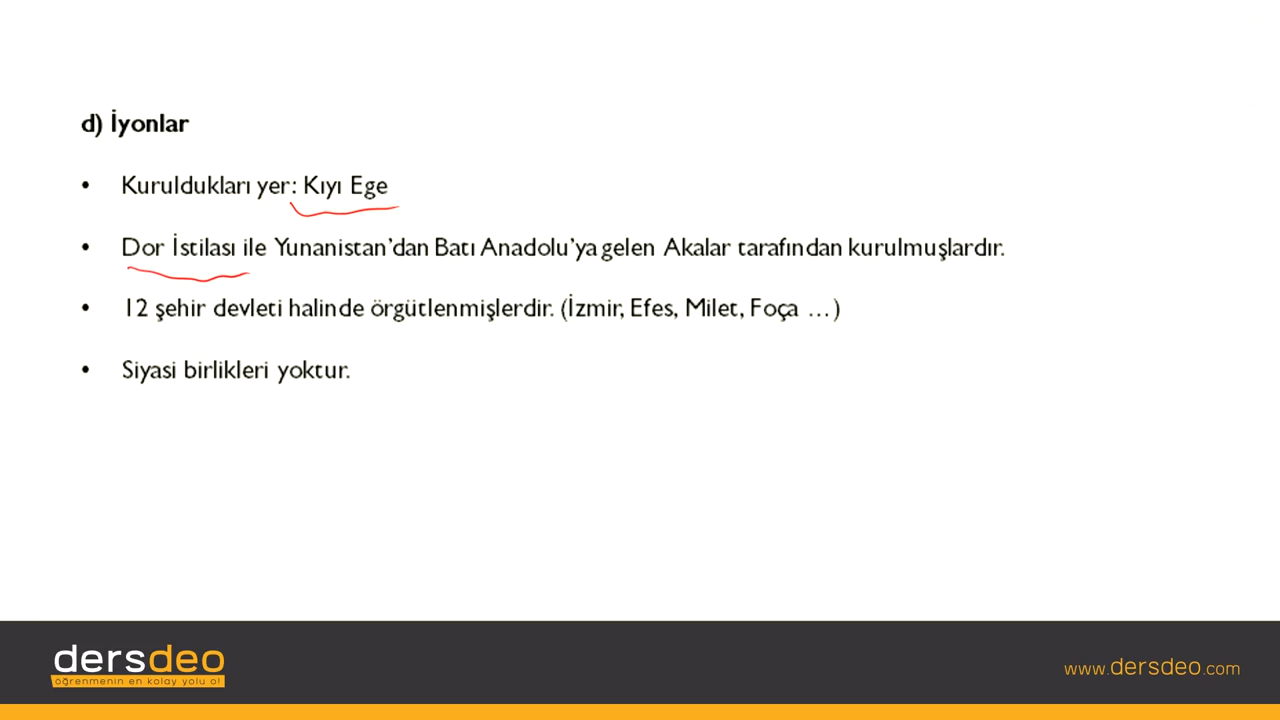 d) İyonlar
• Kuruldukları yer: Kıyı Ege
• Dor İstilası ile Yunanistan'dan Batı Anadolu'ya gelen Akalar tarafından kurulmuşlardır.
• 12 şehir devleti halinde örgütlenmişlerdir. (İzmir, Efes, Milet, Foça …)
• Siyasi birlikleri yoktur.
dersdeo
öğrenmenin en kolay yolu o!
www.dersdeo.com